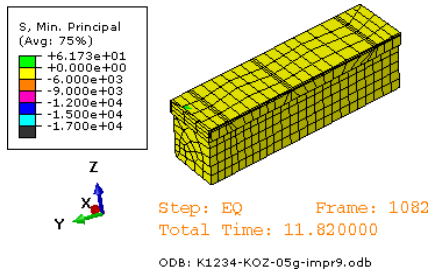 S, Min. Principal
(Avg: 75%)
+6.173e+01
+0.000e+00
-6.000e+03
-9.000e+03
-1.200e+04
-1.500e+04
-1.700e+04
Z
X
Y
Step: EQ Frame: 1082
Total Time: 11.820000
ODB: K1234-KOZ-05g-impr9.odb